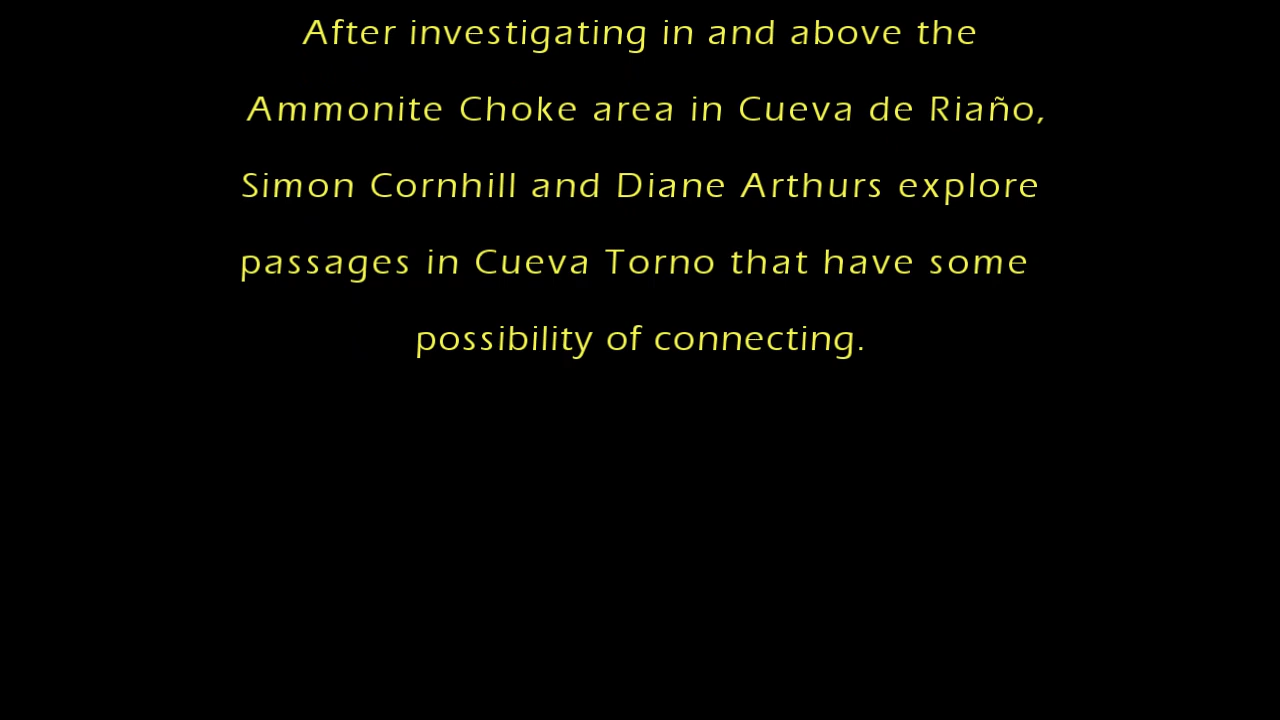 After investigating in and above the
Ammonite Choke area in Cueva de Riaño,
Simon Cornhill and Diane Arthurs explore
passages in Cueva Torno that have some
possibility of connecting.